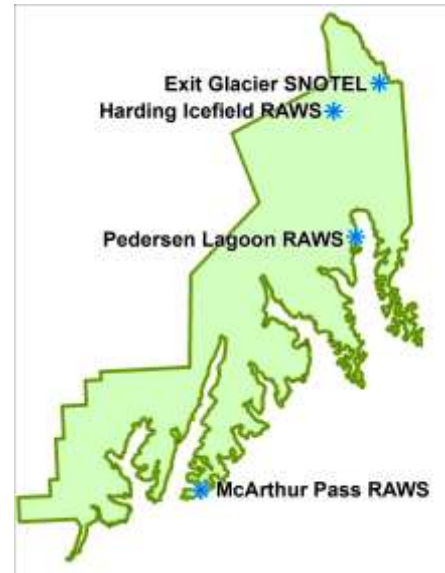 Exit Glacier SNOTEL
Harding Icefield RAWS
Pedersen Lagoon RAWS
McArthur Pass RAWS